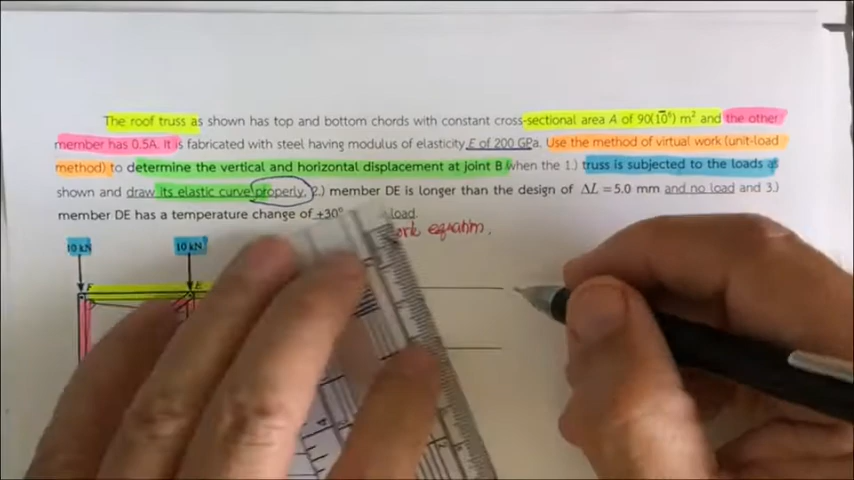 The roof truss as shown has top and bottom chords with constant cross-sectional area A of 90(10⁻⁶) m² and the other
member has 0.5A. It is fabricated with steel having modulus of elasticity E of 200 GPa. Use the method of virtual work (unit-load
method) to determine the vertical and horizontal displacement at joint B when the 1.) truss is subjected to the loads as
shown and draw its elastic curve properly, 2.) member DE is longer than the design of ΔL = 5.0 mm and no load and 3.)
member DE has a temperature change of +30° load.
ork equation.
10 kN 10 kN
F E